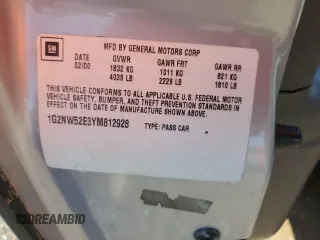 GM
MFD BY GENERAL MOTORS CORP
DATE GVWR GAWR FRT GAWR RR
02/00 1832 KG 1011 KG 821 KG
4039 LB 2229 LB 1810 LB
THIS VEHICLE CONFORMS TO ALL APPLICABLE U.S. FEDERAL MOTOR
VEHICLE SAFETY, BUMPER, AND THEFT PREVENTION STANDARDS IN
EFFECT ON THE DATE OF MANUFACTURE SHOWN ABOVE.
1G2NW52E3YM812928 TYPE: PASS CAR
DREAMBID